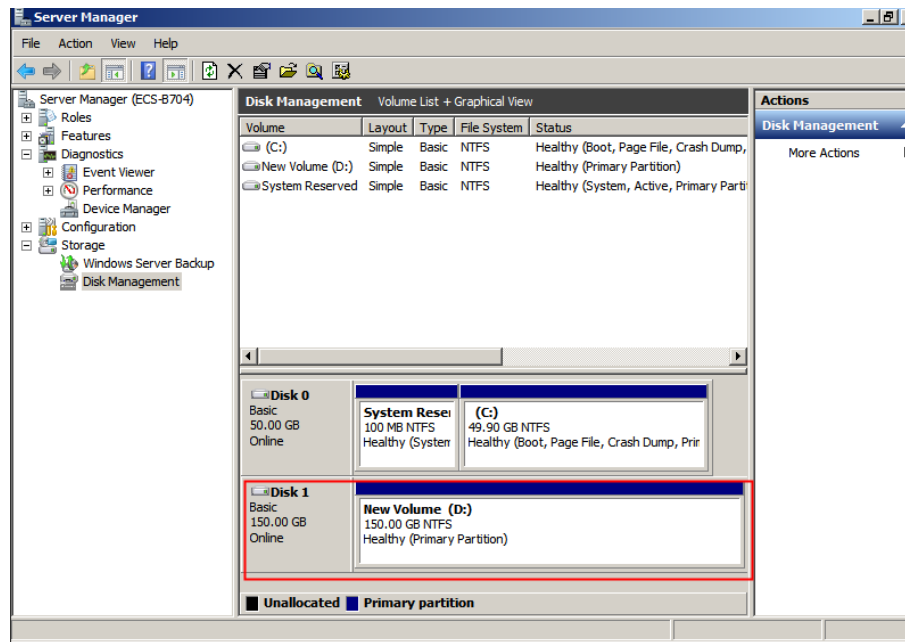 Server Manager
File Action View Help
Server Manager (ECS-B704)
Roles
Features
Diagnostics
Event Viewer
Performance
Device Manager
Configuration
Storage
Windows Server Backup
Disk Management
Disk Management Volume List + Graphical View
Volume Layout Type File System Status
(C:) Simple Basic NTFS Healthy (Boot, Page File, Crash Dump,
New Volume (D:) Simple Basic NTFS Healthy (Primary Partition)
System Reserved Simple Basic NTFS Healthy (System, Active, Primary Parti
Disk 0
Basic
50.00 GB
Online
System Reser (C:)
100 MB NTFS 49.90 GB NTFS
Healthy (System Healthy (Boot, Page File, Crash Dump, Prir
Disk 1
Basic
150.00 GB
Online
New Volume (D:)
150.00 GB NTFS
Healthy (Primary Partition)
Unallocated Primary partition
Actions
Disk Management
More Actions